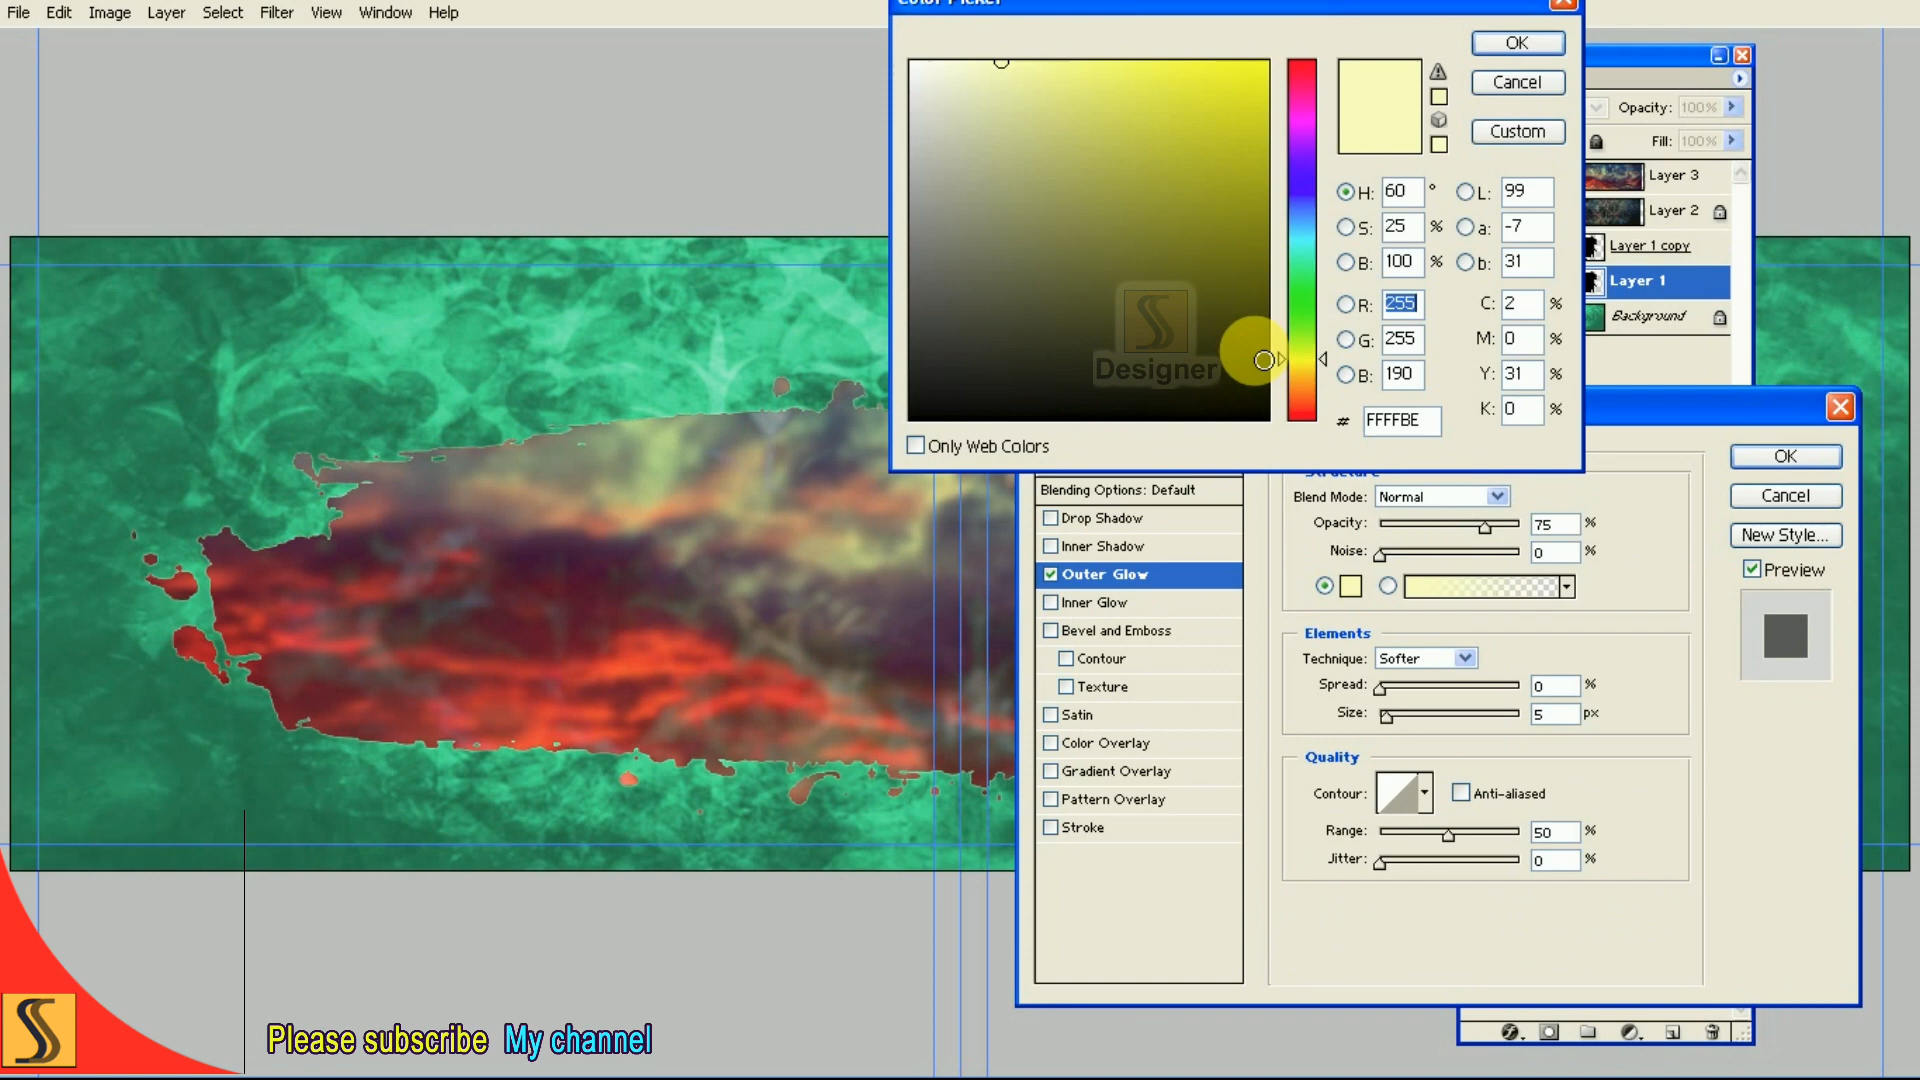 File Edit Image Layer Select Filter View Window Help
Color Picker
OK
Cancel
Custom
H: 60 °
S: 25 %
B: 100 %
R: 255
G: 255
B: 190
# FFFFBE
L: 99
a: -7
b: 31
C: 2 %
M: 0 %
Y: 31 %
K: 0 %
Only Web Colors
Designer
Opacity: 100%
Fill: 100%
Layer 3
Layer 2
Layer 1 copy
Layer 1
Background
Blending Options: Default
Drop Shadow
Inner Shadow
Outer Glow
Inner Glow
Bevel and Emboss
Contour
Texture
Satin
Color Overlay
Gradient Overlay
Pattern Overlay
Stroke
Structure
Blend Mode: Normal
Opacity: 75 %
Noise: 0 %
Elements
Technique: Softer
Spread: 0 %
Size: 5 px
Quality
Contour: Anti-aliased
Range: 50 %
Jitter: 0 %
OK
Cancel
New Style...
Preview
Please subscribe My channel